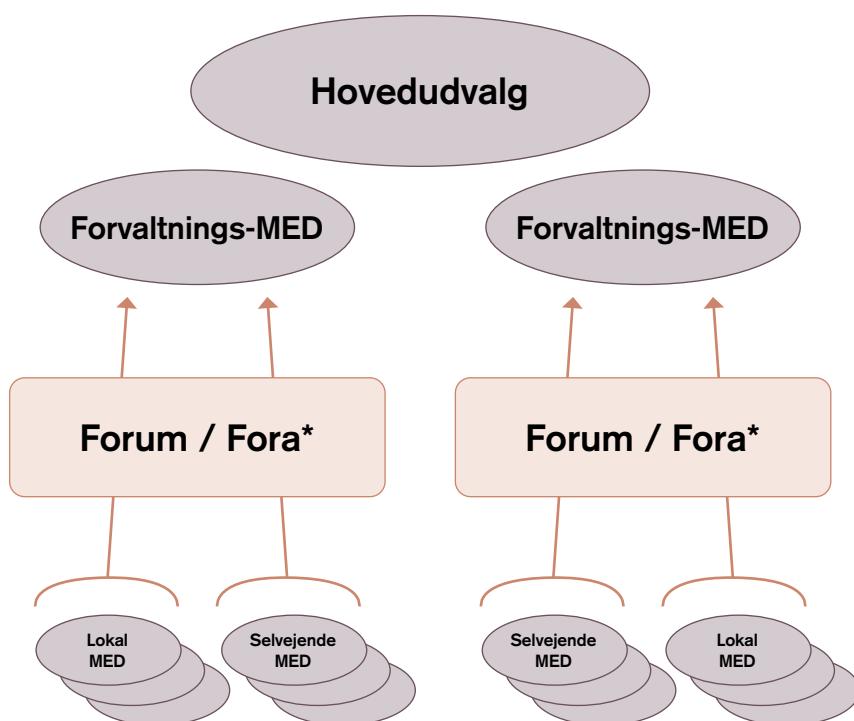 Hovedudvalg
Forvaltnings-MED
Forvaltnings-MED
Forum / Fora*
Forum / Fora*
Lokal
MED
Selvejende
MED
Selvejende
MED
Lokal
MED